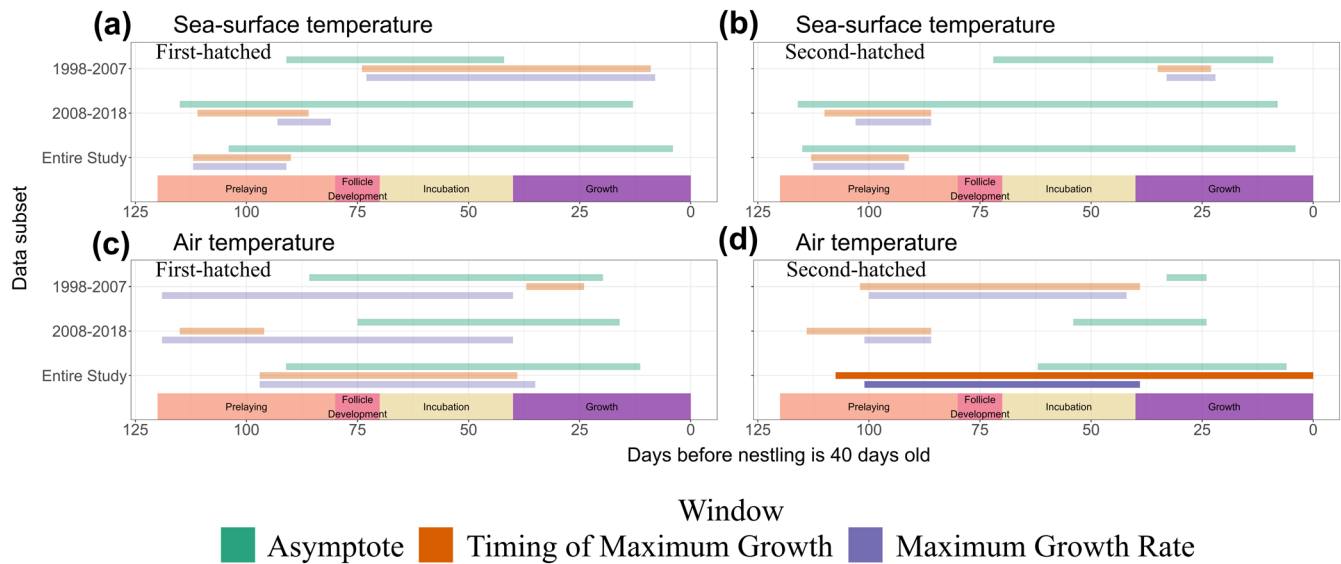 (a) Sea-surface temperature
First-hatched
1998-2007
2008-2018
Entire Study
Prelaying
Follicle
Development
Incubation
Growth
125 100 75 50 25 0
(b) Sea-surface temperature
Second-hatched
Prelaying
Follicle
Development
Incubation
Growth
125 100 75 50 25 0
Data subset
(c) Air temperature
First-hatched
1998-2007
2008-2018
Entire Study
Prelaying
Follicle
Development
Incubation
Growth
125 100 75 50 25 0
(d) Air temperature
Second-hatched
Prelaying
Follicle
Development
Incubation
Growth
125 100 75 50 25 0
Days before nestling is 40 days old
Window
Asymptote Timing of Maximum Growth Maximum Growth Rate